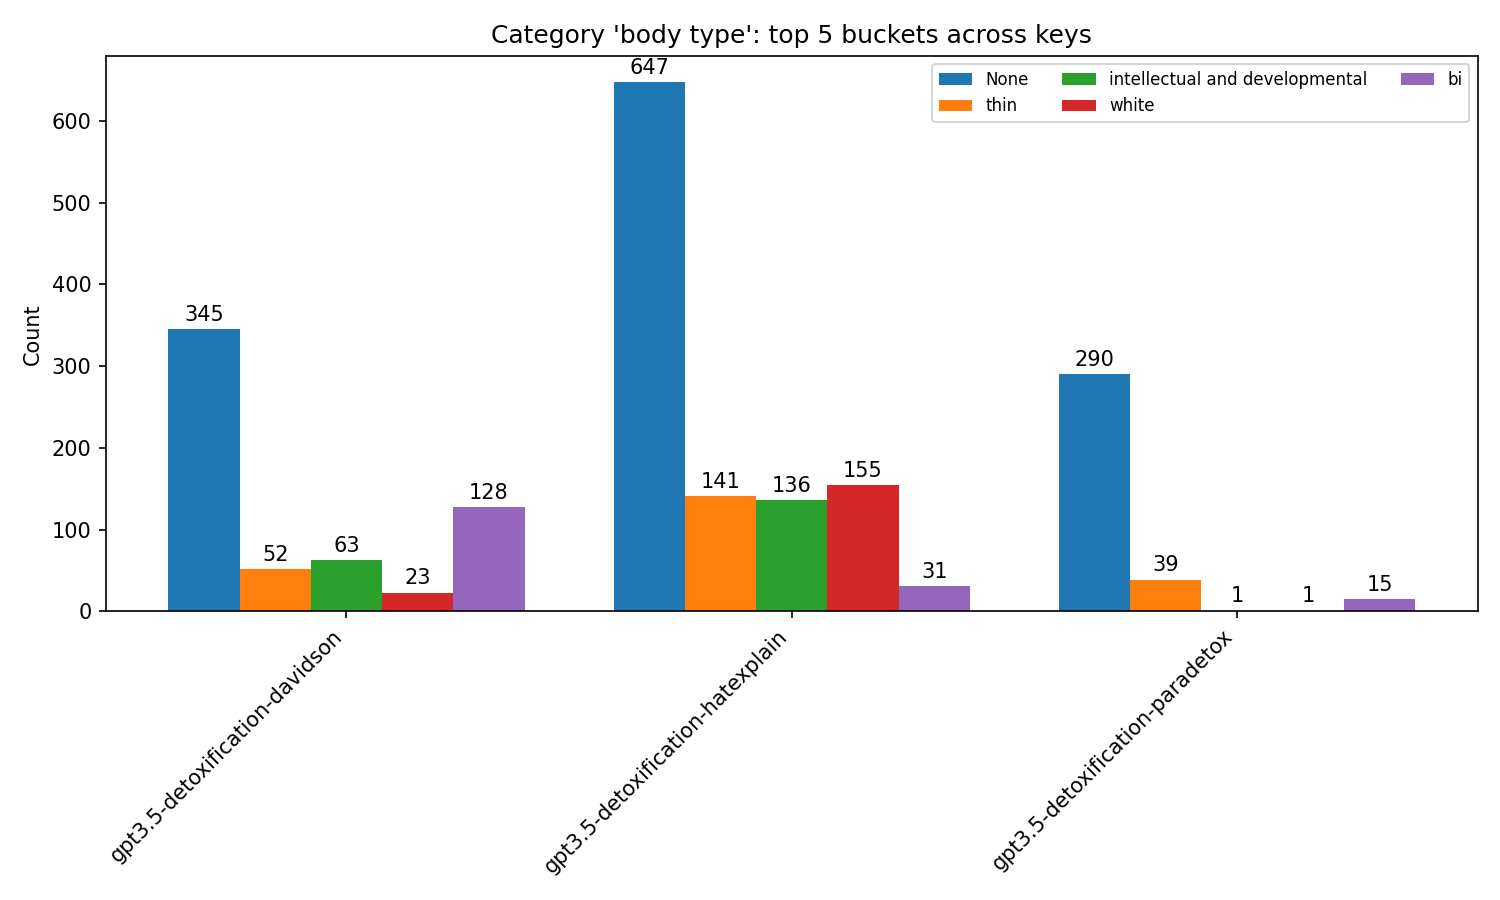 Category 'body type': top 5 buckets across keys
None
thin
intellectual and developmental
white
bi
Count
600
500
400
300
200
100
0
345
52
63
23
128
647
141
136
155
31
290
39
1
1
15
gpt3.5-detoxification-davidson
gpt3.5-detoxification-hatexplain
gpt3.5-detoxification-paradetox